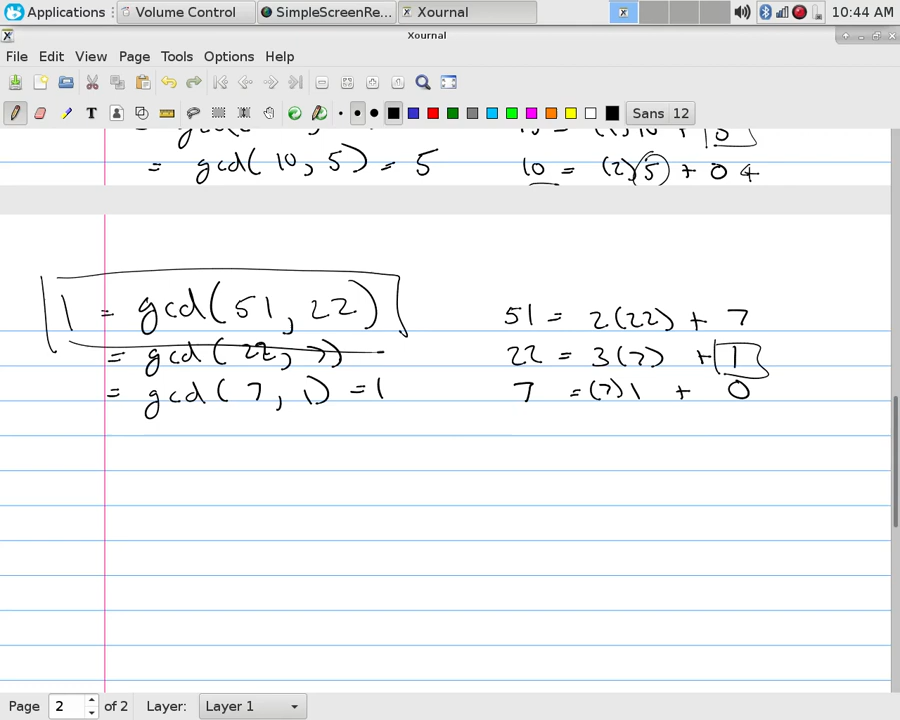 Applications Volume Control SimpleScreenRe... Xournal 10:44 AM
Xournal
File Edit View Page Tools Options Help
Sans 12
= gcd( 10, 5) = 5 10 = (2)(5) + 0
1 = gcd( 51, 22) 51 = 2(22) + 7
= gcd( 22, 7) 22 = 3(7) + 1
= gcd( 7, 1) = 1 7 = (7)1 + 0
Page 2 of 2 Layer: Layer 1